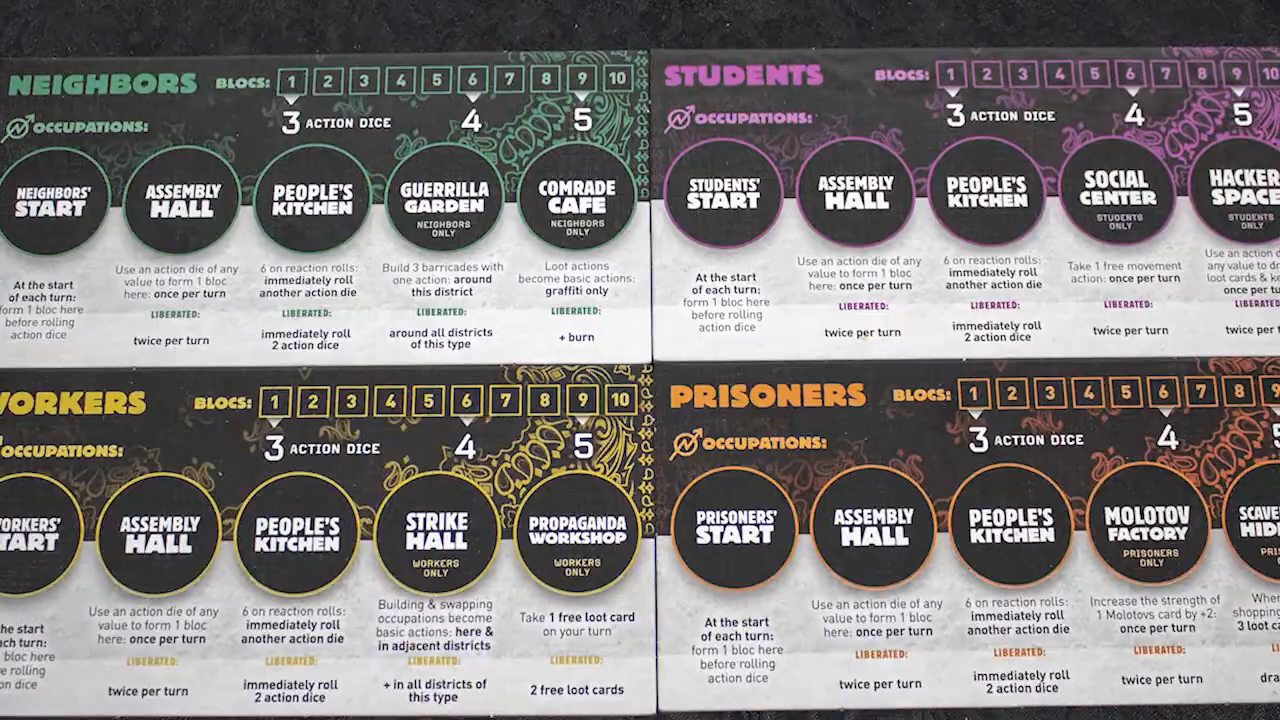 NEIGHBORS BLOCS: 1 2 3 4 5 6 7 8 9 10
3 ACTION DICE 4 5
OCCUPATIONS:
NEIGHBORS'
START
At the start
of each turn:
form 1 bloc here
before rolling
action dice
ASSEMBLY
HALL
Use an action die of any
value to form 1 bloc
here: once per turn
LIBERATED:
twice per turn
PEOPLE'S
KITCHEN
6 on reaction rolls:
immediately roll
another action die
LIBERATED:
immediately roll
2 action dice
GUERRILLA
GARDEN
NEIGHBORS
ONLY
Build 3 barricades with
one action: around
this district
LIBERATED:
around all districts
of this type
COMRADE
CAFE
NEIGHBORS
ONLY
Loot actions
become basic actions:
graffiti only
LIBERATED:
+ burn
STUDENTS BLOCS: 1 2 3 4 5 6 7 8 9 10
3 ACTION DICE 4 5
OCCUPATIONS:
STUDENTS'
START
At the start
of each turn:
form 1 bloc here
before rolling
action dice
ASSEMBLY
HALL
Use an action die of any
value to form 1 bloc
here: once per turn
LIBERATED:
twice per turn
PEOPLE'S
KITCHEN
6 on reaction rolls:
immediately roll
another action die
LIBERATED:
immediately roll
2 action dice
SOCIAL
CENTER
STUDENTS
ONLY
Take 1 free movement
action: once per turn
LIBERATED:
twice per turn
HACKER
SPACE
STUDENTS
ONLY
Use an action
any value to
loot cards &
once per
LIBERATED:
twice per
WORKERS BLOCS: 1 2 3 4 5 6 7 8 9 10
3 ACTION DICE 4 5
OCCUPATIONS:
WORKERS'
START
the start
turn:
bloc here
rolling
dice
ASSEMBLY
HALL
Use an action die of any
value to form 1 bloc
here: once per turn
LIBERATED:
twice per turn
PEOPLE'S
KITCHEN
6 on reaction rolls:
immediately roll
another action die
LIBERATED:
immediately roll
2 action dice
STRIKE
HALL
WORKERS
ONLY
Building & swapping
occupations become
basic actions: here &
in adjacent districts
LIBERATED:
+ in all districts of
this type
PROPAGANDA
WORKSHOP
WORKERS
ONLY
Take 1 free loot card
on your turn
LIBERATED:
2 free loot cards
PRISONERS BLOCS: 1 2 3 4 5 6 7 8 9
3 ACTION DICE 4 5
OCCUPATIONS:
PRISONERS'
START
At the start
of each turn:
form 1 bloc here
before rolling
action dice
ASSEMBLY
HALL
Use an action die of any
value to form 1 bloc
here: once per turn
LIBERATED:
twice per turn
PEOPLE'S
KITCHEN
6 on reaction rolls:
immediately roll
another action die
LIBERATED:
immediately roll
2 action dice
MOLOTOV
FACTORY
PRISONERS
ONLY
Increase the strength of
1 Molotovs card by +2:
once per turn
LIBERATED:
twice per turn
3 loot